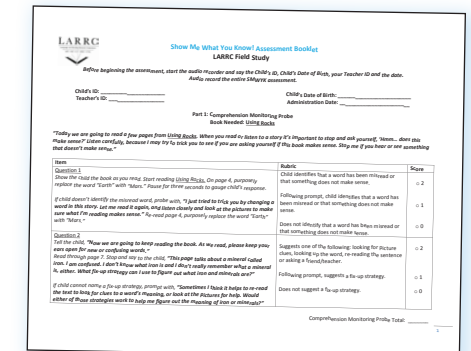 LARRC
Show Me What You Know! Assessment Booklet
LARRC Field Study
Before beginning the assessment, start the audio recorder and say the Child's ID, Child's Date of Birth, your Teacher ID and the date.
Audio record the entire SMWYK assessment.
Child's ID: ____________ Child's Date of Birth: ____________
Teacher's ID: ____________ Administration Date: ____________
Part 1: Comprehension Monitoring Probe
Book Needed: Using Rocks
"Today we are going to read a few pages from Using Rocks. When you read or listen to a story it's important to stop and ask yourself, 'Hmm... does this
make sense?' Listen carefully, because I may try to trick you to see if you are asking yourself if this book makes sense. Stop me if you hear or see something
that doesn't make sense."
Item Rubric Score
Question 1
Show the child the book as you read. Start reading Using Rocks. On page 4, purposely
replace the word "Earth" with "Mars." Pause for three seconds to gauge child's response.
If child doesn't identify the misread word, probe with, "I just tried to trick you by changing a
word in this story. Let me read it again, and listen closely and look at the pictures to make
sure what I'm reading makes sense." Re-read page 4, purposely replace the word "Earth"
with "Mars."
Child identifies that a word has been misread or
that something does not make sense.
○ 2
Following prompt, child identifies that a word has
been misread or that something does not make
sense.
○ 1
Does not identify that a word has been misread or
that something does not make sense.
○ 0
Question 2
Tell the child, "Now we are going to keep reading the book. As we read, please keep your
ears open for new or confusing words."
Read through page 7. Stop and say to the child, "This page talks about a mineral called
iron. I am confused. I don't know what iron is and I don't really remember what a mineral
is, either. What fix-up strategy can I use to figure out what iron and minerals are?"
If child cannot name a fix-up strategy, prompt with, "Sometimes I think it helps to re-read
the text to look for clues to a word's meaning, or look at the pictures for help. Would
either of those strategies work to help me figure out the meaning of iron or minerals?"
Suggests one of the following: looking for Picture
clues, looking up the word, re-reading the sentence
or asking a friend/teacher.
○ 2
Following prompt, suggests a fix-up strategy.
○ 1
Does not suggest a fix-up strategy.
○ 0
Comprehension Monitoring Probe Total: ______